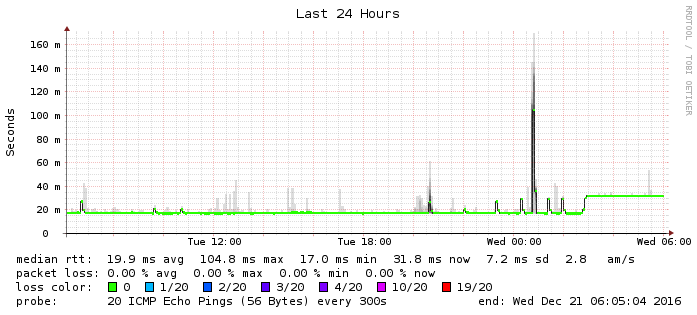 Last 24 Hours
RRDTOOL / TOBI OETIKER
Seconds
160 m
140 m
120 m
100 m
80 m
60 m
40 m
20 m
0
Tue 12:00 Tue 18:00 Wed 00:00 Wed 06:00
median rtt: 19.9 ms avg 104.8 ms max 17.0 ms min 31.8 ms now 7.2 ms sd 2.8 am/s
packet loss: 0.00 % avg 0.00 % max 0.00 % min 0.00 % now
loss color: 0 1/20 2/20 3/20 4/20 10/20 19/20
probe: 20 ICMP Echo Pings (56 Bytes) every 300s end: Wed Dec 21 06:05:04 2016